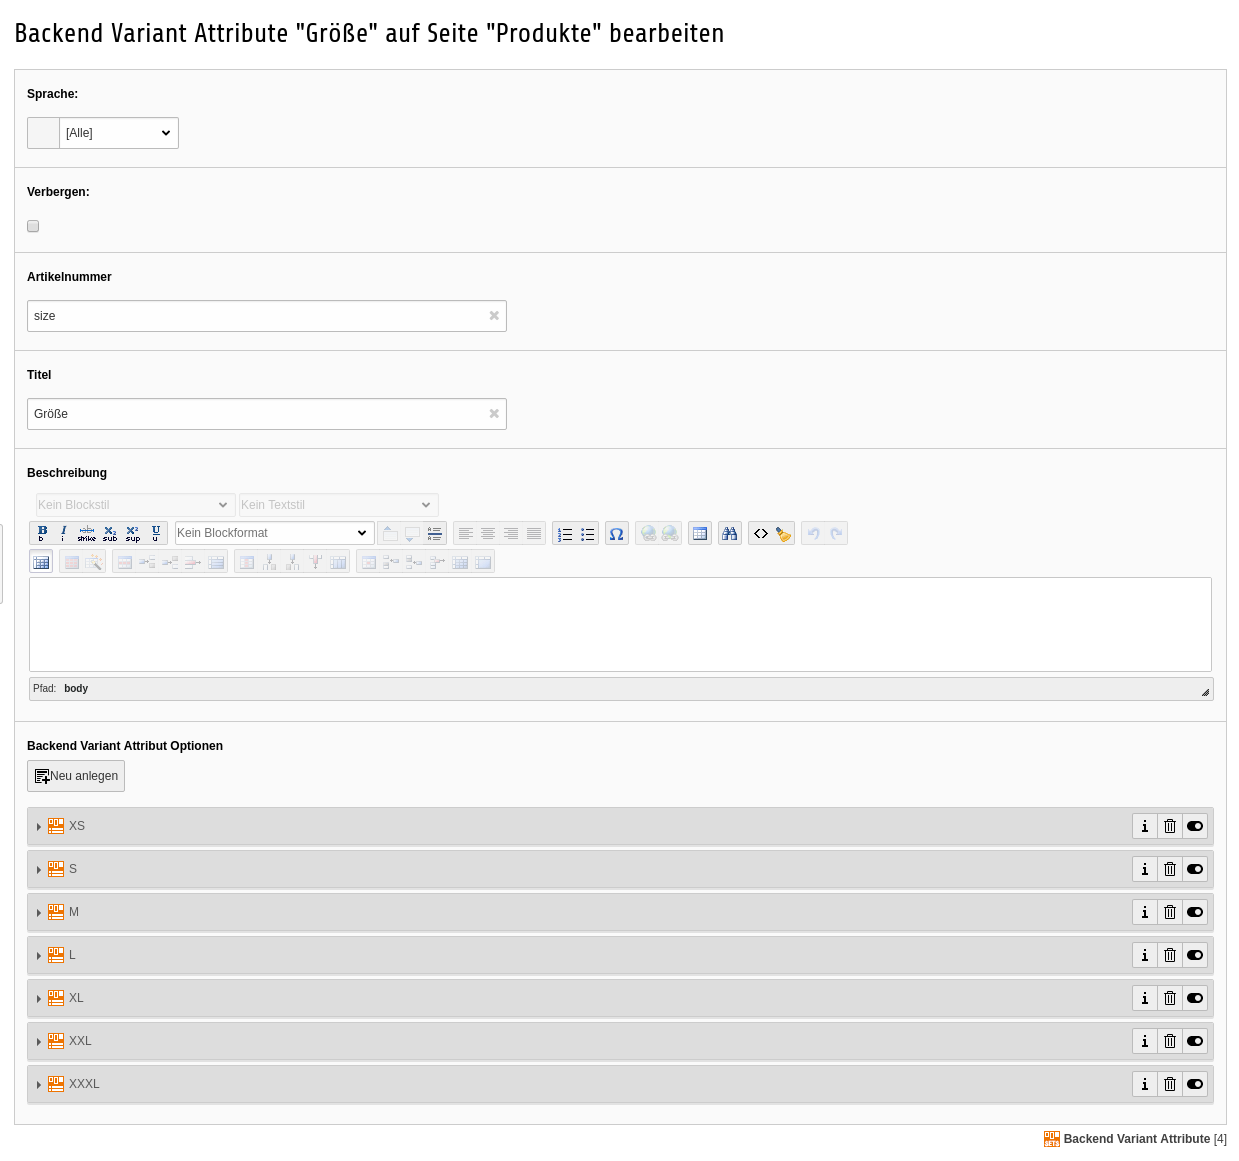 Backend Variant Attribute "Größe" auf Seite "Produkte" bearbeiten
Sprache:
[Alle]
Verbergen:
Artikelnummer
size
Titel
Größe
Beschreibung
Kein Blockstil Kein Textstil
B b I i strike sub sup U u Kein Blockformat
Pfad: body
Backend Variant Attribut Optionen
Neu anlegen
XS
S
M
L
XL
XXL
XXXL
Backend Variant Attribute [4]